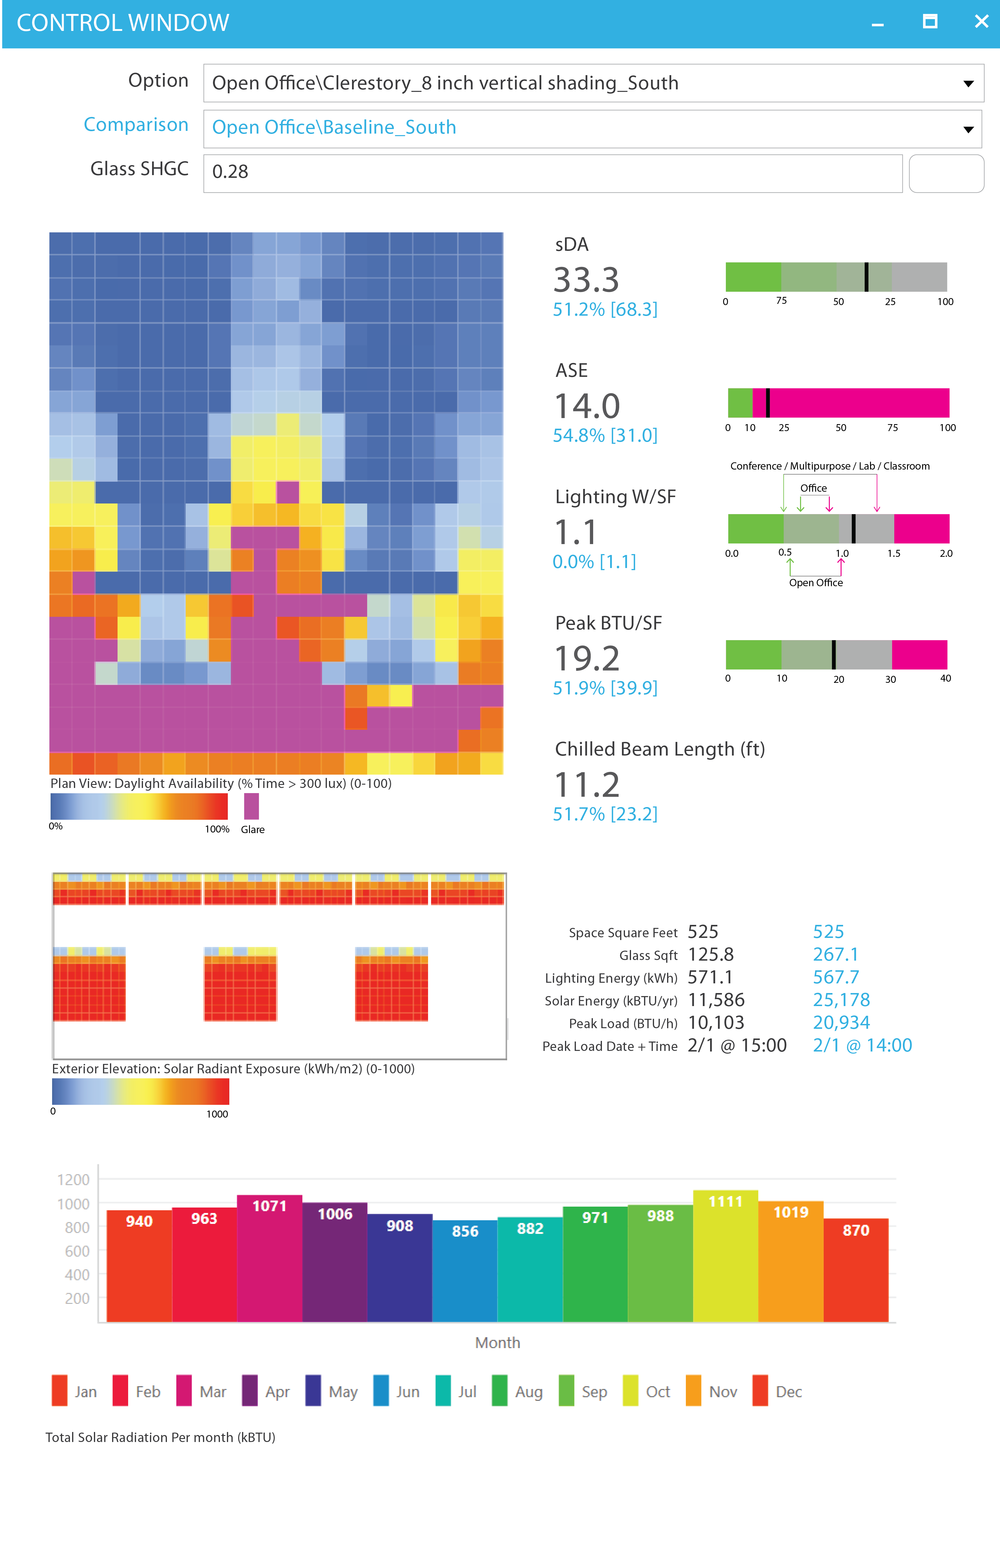 CONTROL WINDOW
Option
Open Office\Clerestory_8 inch vertical shading_South
Comparison
Open Office\Baseline_South
Glass SHGC
0.28
sDA
33.3
51.2% [68.3]
0 75 50 25 100
ASE
14.0
54.8% [31.0]
0 10 25 50 75 100
Conference / Multipurpose / Lab / Classroom
Office
Lighting W/SF
1.1
0.0% [1.1]
0.0 0.5 1.0 1.5 2.0
Open Office
Peak BTU/SF
19.2
51.9% [39.9]
0 10 20 30 40
Chilled Beam Length (ft)
11.2
51.7% [23.2]
Plan View: Daylight Availability (% Time > 300 lux) (0-100)
0% 100% Glare
Space Square Feet 525 525
Glass Sqft 125.8 267.1
Lighting Energy (kWh) 571.1 567.7
Solar Energy (kBTU/yr) 11,586 25,178
Peak Load (BTU/h) 10,103 20,934
Peak Load Date + Time 2/1 @ 15:00 2/1 @ 14:00
Exterior Elevation: Solar Radiant Exposure (kWh/m2) (0-1000)
0 1000
1200
1000
800
600
400
200
940 963 1071 1006 908 856 882 971 988 1111 1019 870
Month
Jan Feb Mar Apr May Jun Jul Aug Sep Oct Nov Dec
Total Solar Radiation Per month (kBTU)